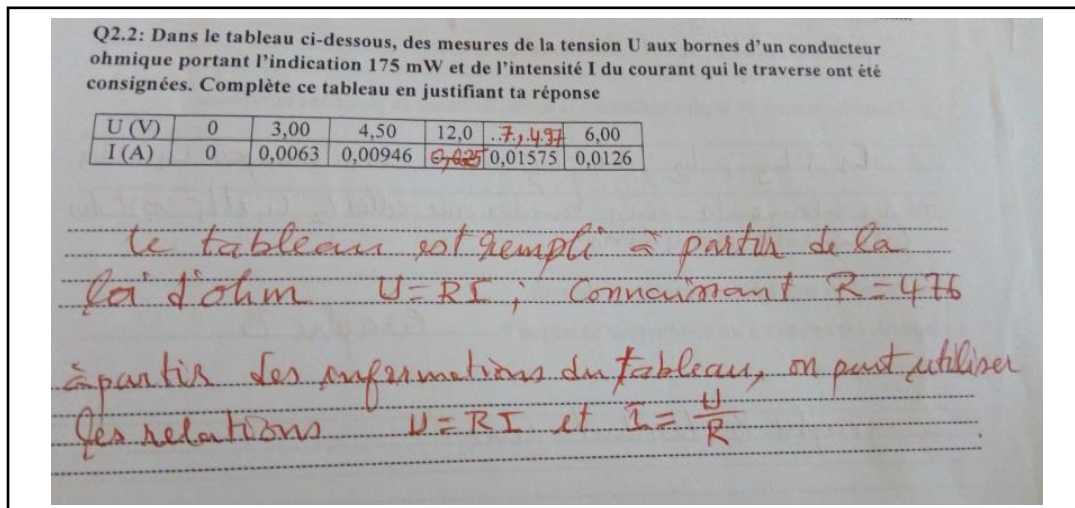 Q2.2: Dans le tableau ci-dessous, des mesures de la tension U aux bornes d'un conducteur
ohmique portant l'indication 175 mW et de l'intensité I du courant qui le traverse ont été
consignées. Complète ce tableau en justifiant ta réponse
U (V) 0 3,00 4,50 12,0 ..7,.4.97 6,00
I (A) 0 0,0063 0,00946 0,025 0,01575 0,0126
Le tableau est rempli à partir de la
loi d'ohm U = RI ; Connaissant R = 476
à partir des informations du tableau, on peut utiliser
les relations U = RI et I = U/R